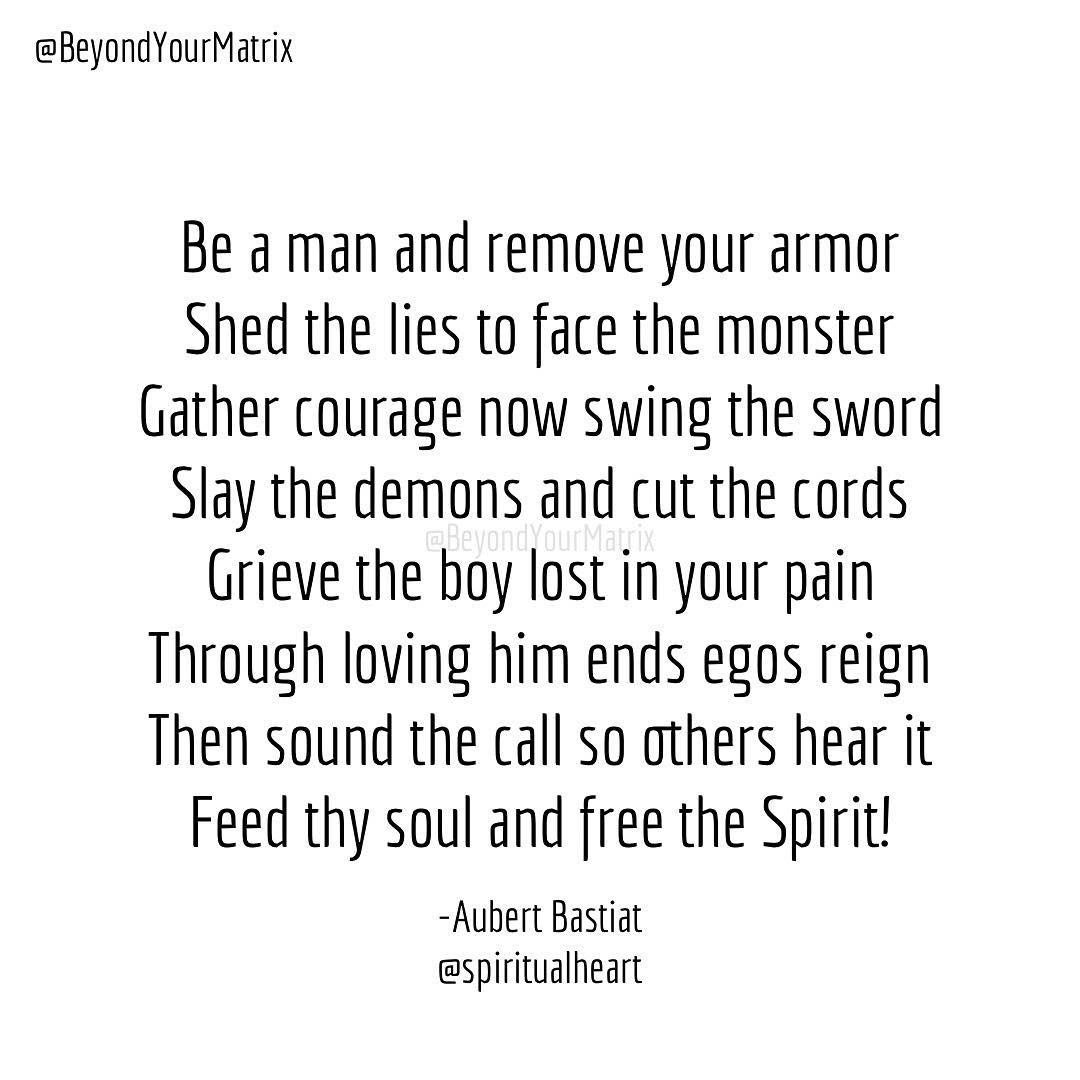 @BeyondYourMatrix
Be a man and remove your armor
Shed the lies to face the monster
Gather courage now swing the sword
Slay the demons and cut the cords
@BeyondYourMatrix
Grieve the boy lost in your pain
Through loving him ends egos reign
Then sound the call so others hear it
Feed thy soul and free the Spirit!
-Aubert Bastiat
@spiritualheart